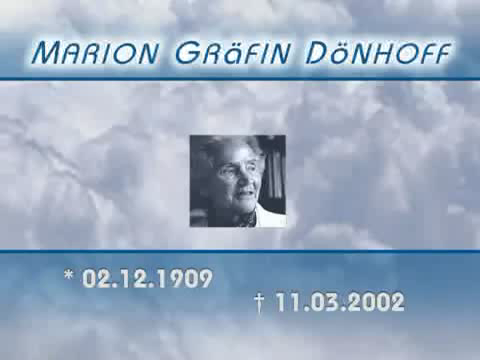 MARION GRÄFIN DÖNHOFF
* 02.12.1909
† 11.03.2002